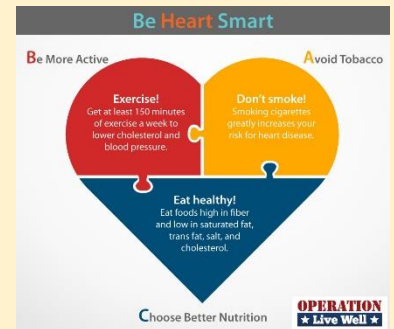 Be Heart Smart
Be More Active
Avoid Tobacco
Exercise!
Get at least 150 minutes
of exercise a week to
lower cholesterol and
blood pressure.
Don't smoke!
Smoking cigarettes
greatly increases your
risk for heart disease.
Eat healthy!
Eat foods high in fiber
and low in saturated fat,
trans fat, salt, and
cholesterol.
Choose Better Nutrition
OPERATION
★ Live Well ★